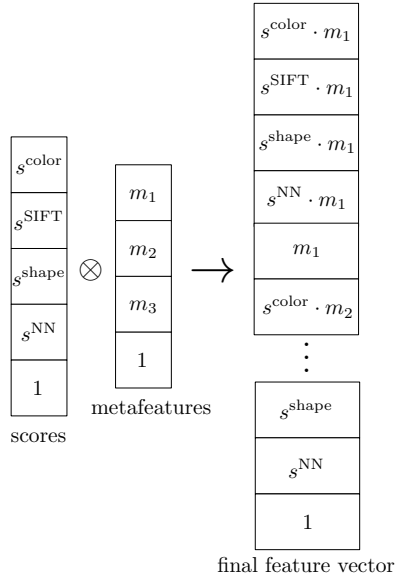 s^color
s^SIFT
s^shape
s^NN
1
scores
⊗
m_1
m_2
m_3
1
metafeatures
→
s^color · m_1
s^SIFT · m_1
s^shape · m_1
s^NN · m_1
m_1
s^color · m_2
⋮
s^shape
s^NN
1
final feature vector